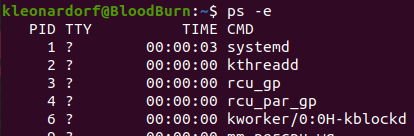 kleonardorf@BloodBurn:~$ ps -e
PID TTY TIME CMD
1 ? 00:00:03 systemd
2 ? 00:00:00 kthreadd
3 ? 00:00:00 rcu_gp
4 ? 00:00:00 rcu_par_gp
6 ? 00:00:00 kworker/0:0H-kblockd